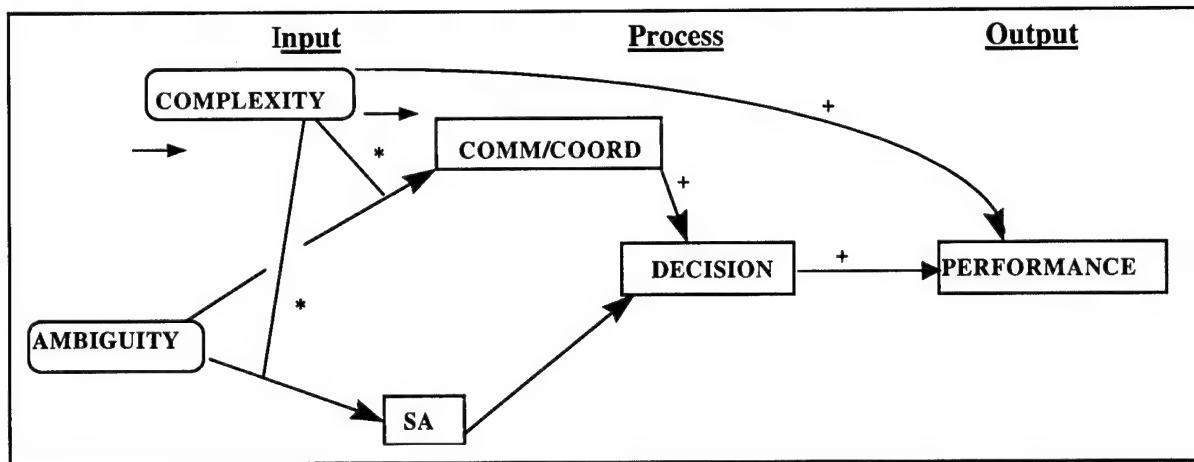 Input Process Output
COMPLEXITY
+
*
COMM/COORD
+
DECISION
+
PERFORMANCE
*
AMBIGUITY
SA